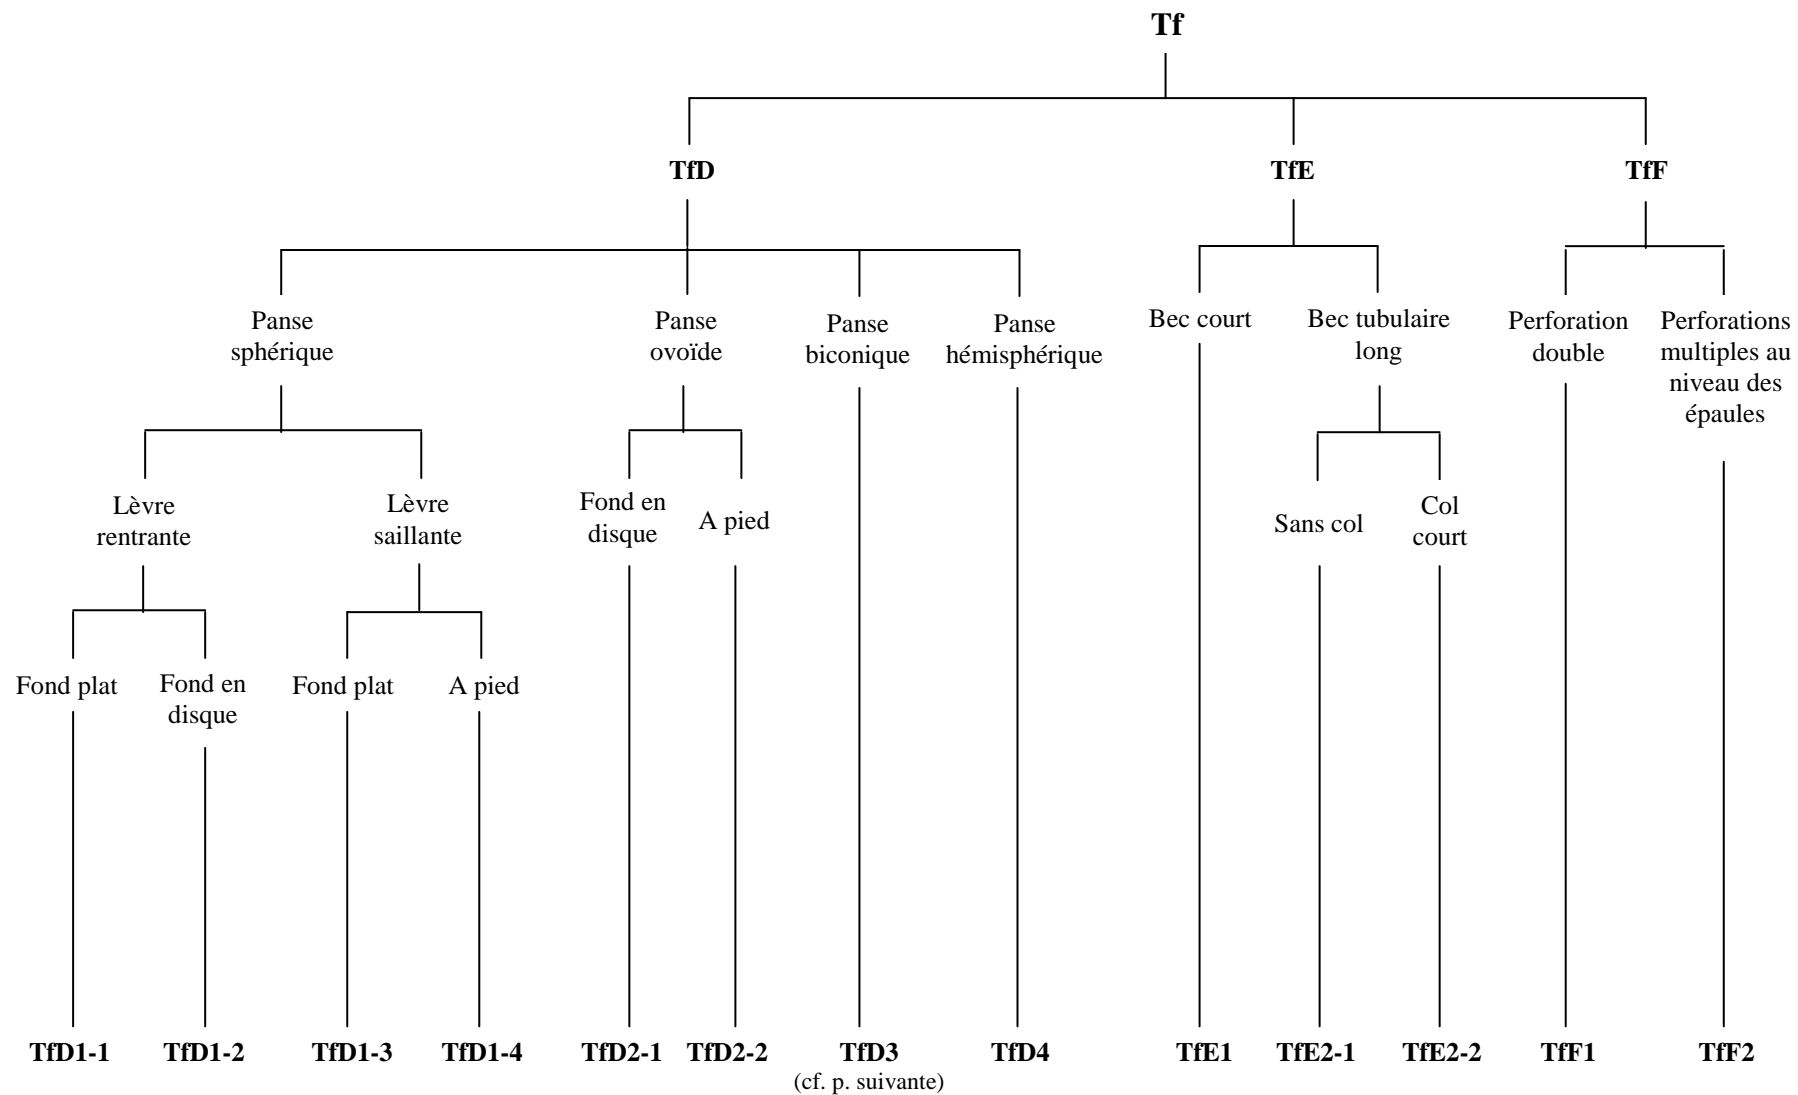 Tf
TfD
TfE
TfF
Panse
sphérique
Panse
ovoïde
Panse
biconique
Panse
hémisphérique
Bec court
Bec tubulaire
long
Perforation
double
Perforations
multiples au
niveau des
épaules
Lèvre
rentrante
Lèvre
saillante
Fond en
disque
A pied
Sans col
Col
court
Fond plat
Fond en
disque
Fond plat
A pied
TfD1-1
TfD1-2
TfD1-3
TfD1-4
TfD2-1
TfD2-2
TfD3
(cf. p. suivante)
TfD4
TfE1
TfE2-1
TfE2-2
TfF1
TfF2